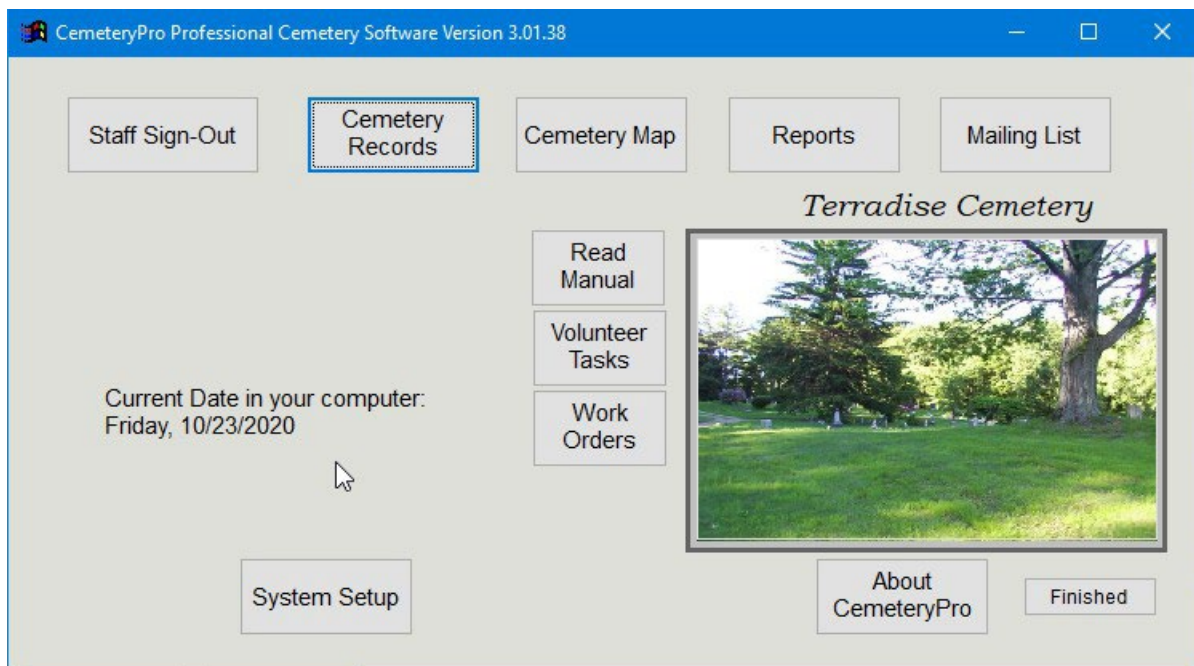 CemeteryPro Professional Cemetery Software Version 3.01.38
Staff Sign-Out
Cemetery
Records
Cemetery Map
Reports
Mailing List
Terradise Cemetery
Read
Manual
Volunteer
Tasks
Work
Orders
Current Date in your computer:
Friday, 10/23/2020
System Setup
About
CemeteryPro
Finished